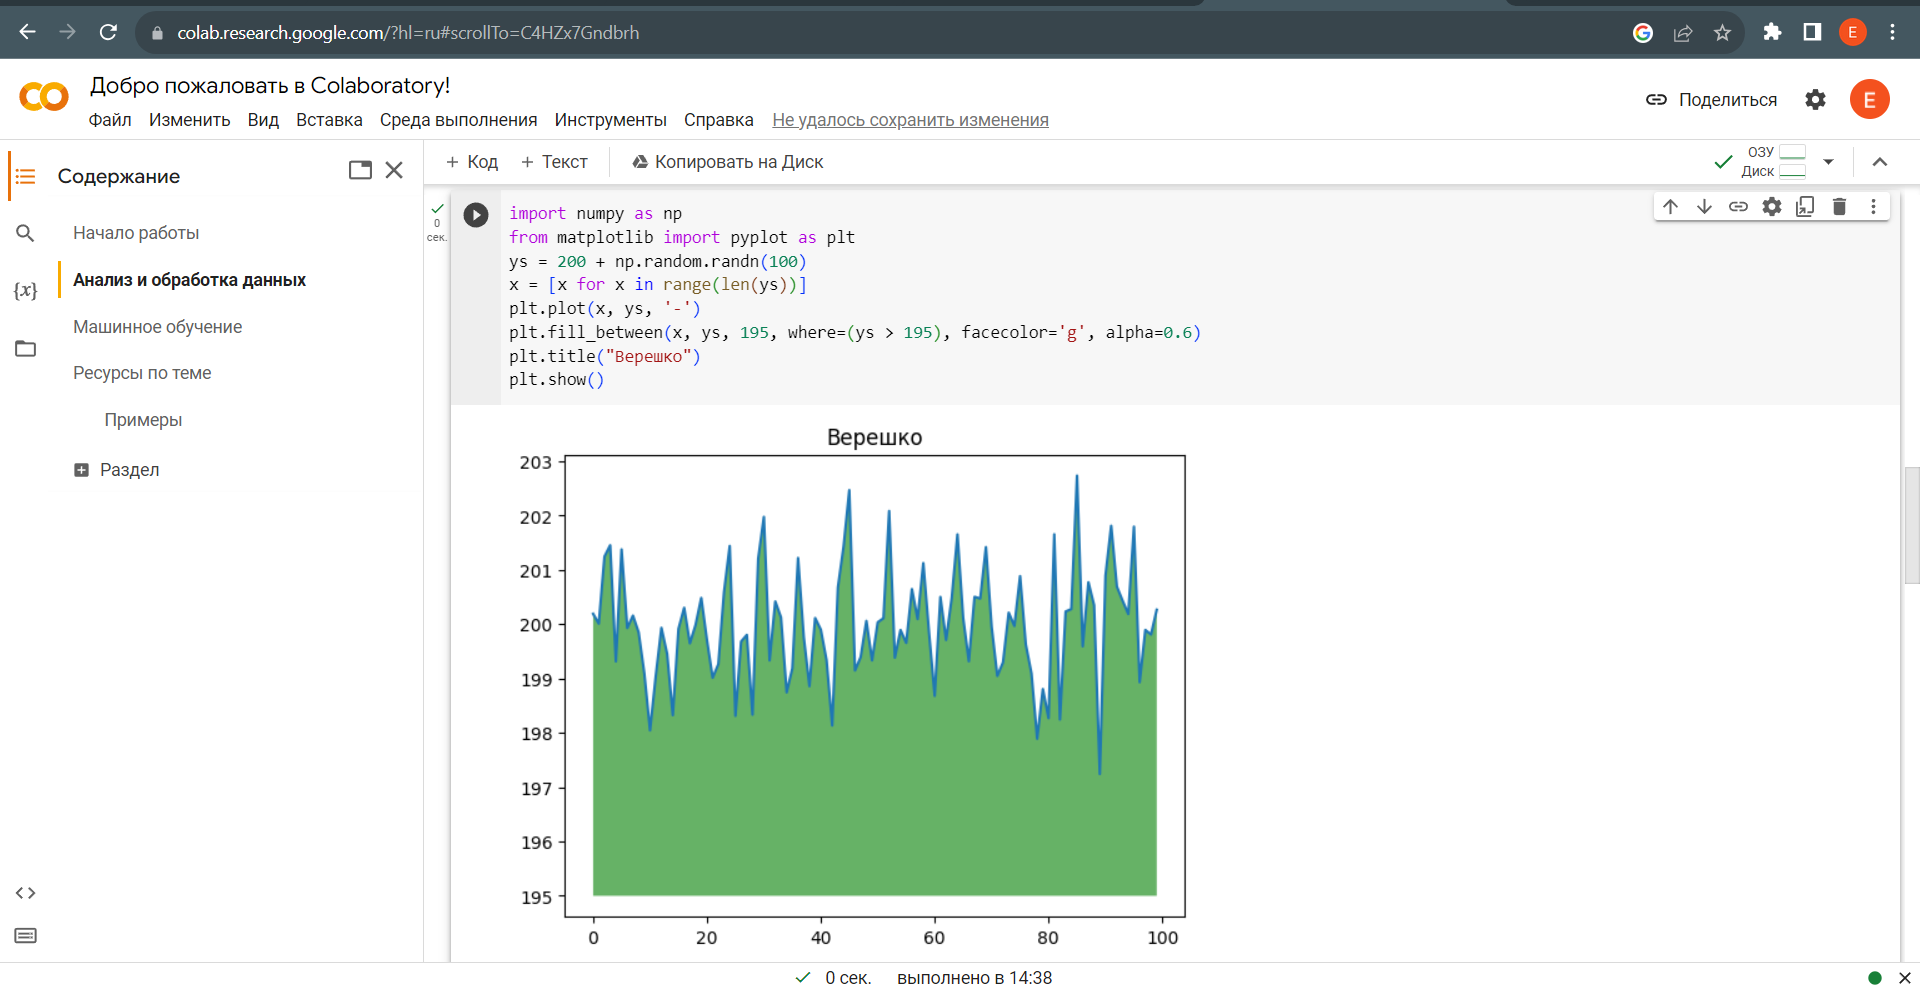 colab.research.google.com/?hl=ru#scrollTo=C4HZx7Gndbrh
E
Добро пожаловать в Colaboratory!
Файл Изменить Вид Вставка Среда выполнения Инструменты Справка Не удалось сохранить изменения
Поделиться
E
Содержание
Начало работы
Анализ и обработка данных
Машинное обучение
Ресурсы по теме
Примеры
Раздел
{x}
+ Код + Текст Копировать на Диск
ОЗУ
Диск
0
сек.
import numpy as np
from matplotlib import pyplot as plt
ys = 200 + np.random.randn(100)
x = [x for x in range(len(ys))]
plt.plot(x, ys, '-')
plt.fill_between(x, ys, 195, where=(ys > 195), facecolor='g', alpha=0.6)
plt.title("Верешко")
plt.show()
Верешко
203
202
201
200
199
198
197
196
195
0 20 40 60 80 100
0 сек. выполнено в 14:38